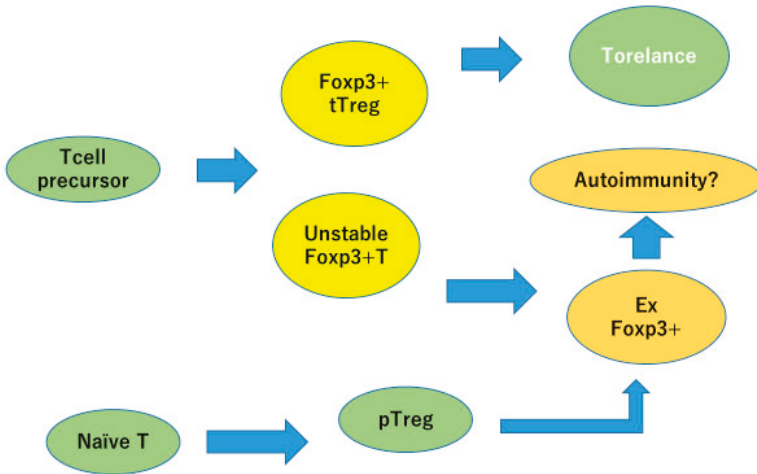 Foxp3+
tTreg
Torelance
Tcell
precursor
Autoimmunity?
Unstable
Foxp3+T
Ex
Foxp3+
Naïve T
pTreg